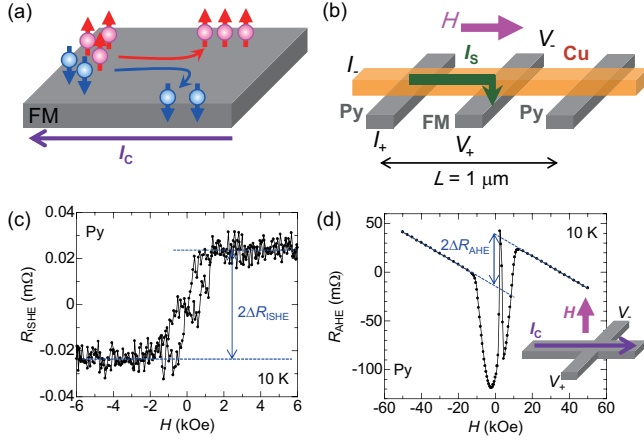 (a)
FM
I_C
(b)
H
V_-
I_S
Cu
I_-
Py
FM
Py
I_+
V_+
L = 1 μm
(c)
0.04
0.02
0
-0.02
-0.04
R_ISHE (mΩ)
Py
2ΔR_ISHE
10 K
-6
-4
-2
0
2
4
6
H (kOe)
(d)
50
0
-50
-100
R_AHE (mΩ)
2ΔR_AHE
10 K
H
I_C
V_-
V_+
Py
-60
-40
-20
0
20
40
60
H (kOe)